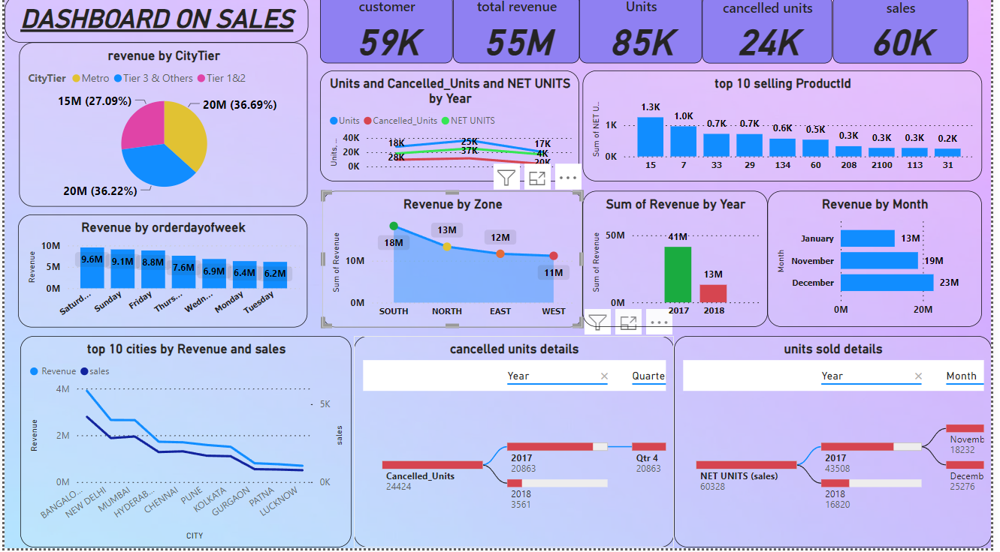 DASHBOARD ON SALES
customer
59K
total revenue
55M
Units
85K
cancelled units
24K
sales
60K
revenue by CityTier
CityTier Metro Tier 3 & Others Tier 1&2
15M (27.09%)
20M (36.69%)
20M (36.22%)
Units and Cancelled_Units and NET UNITS
by Year
Units Cancelled_Units NET UNITS
Units,...
40K
20K
0K
18K
28K
25K
37K
17K
4K
20K
top 10 selling ProductId
Sum of NET U...
1K
0K
1.3K 1.0K 0.7K 0.7K 0.6K 0.5K 0.3K 0.3K 0.3K 0.2K
15 7 33 29 134 60 208 2100 113 31
Revenue by orderdayofweek
Revenue
10M
5M
0M
9.6M 9.1M 8.8M 7.6M 6.9M 6.4M 6.2M
Saturd... Sunday Friday Thurs... Wedn... Monday Tuesday
Revenue by Zone
Sum of Revenue
10M
0M
18M 13M 12M 11M
SOUTH NORTH EAST WEST
Sum of Revenue by Year
Sum of Revenue
50M
0M
41M 13M
2017 2018
Revenue by Month
Month
January 13M
November 19M
December 23M
0M 20M
top 10 cities by Revenue and sales
Revenue sales
Revenue
4M
2M
0M
5K
0K
sales
BANGALO... NEW DELHI MUMBAI HYDERAB... CHENNAI PUNE KOLKATA GURGAON PATNA LUCKNOW
CITY
cancelled units details
Year × Quarte
Cancelled_Units
24424
2017
20863
2018
3561
Qtr 4
20863
units sold details
Year × Month
NET UNITS (sales)
60328
2017
43508
2018
16820
Novemb
18232
Decemb
25276